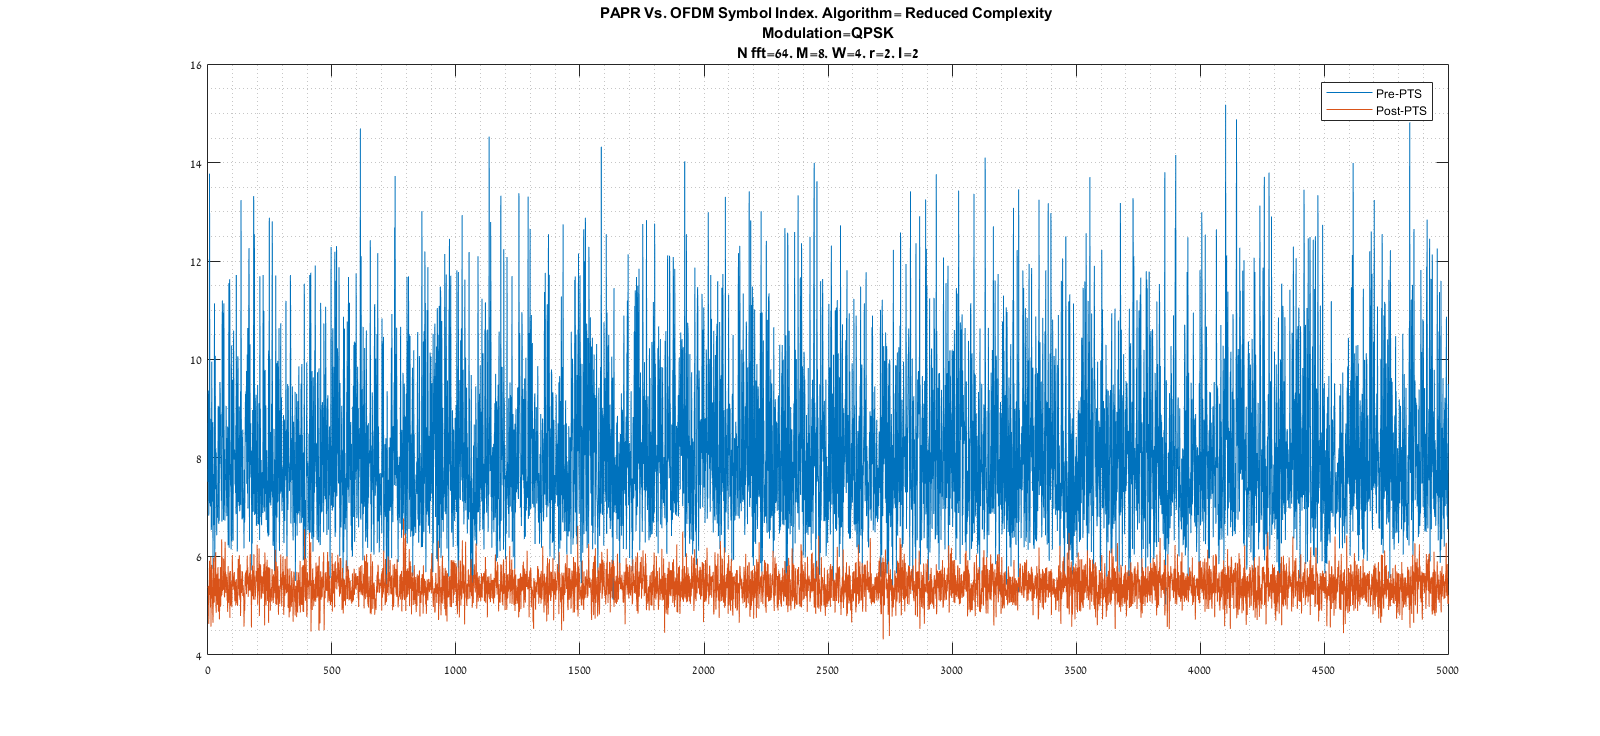 PAPR Vs. OFDM Symbol Index. Algorithm= Reduced Complexity
Modulation=QPSK
N fft=64. M=8. W=4. r=2. I=2
16
14
12
10
8
6
4
0 500 1000 1500 2000 2500 3000 3500 4000 4500 5000
Pre-PTS
Post-PTS